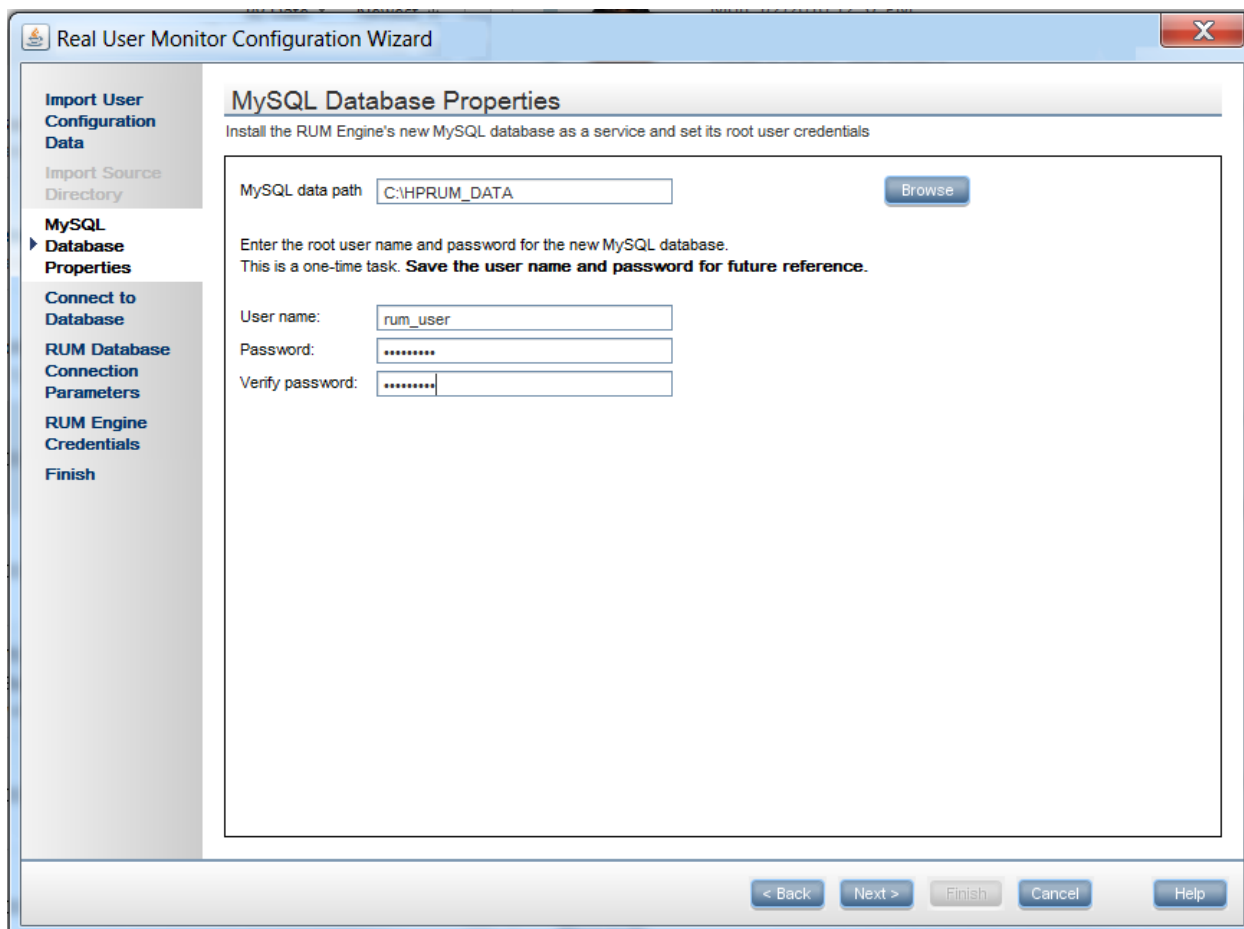 Real User Monitor Configuration Wizard
X
Import User
Configuration
Data
Import Source
Directory
MySQL
Database
Properties
Connect to
Database
RUM Database
Connection
Parameters
RUM Engine
Credentials
Finish
MySQL Database Properties
Install the RUM Engine's new MySQL database as a service and set its root user credentials
MySQL data path C:\HPRUM_DATA Browse
Enter the root user name and password for the new MySQL database.
This is a one-time task. Save the user name and password for future reference.
User name: rum_user
Password: •••••••••
Verify password: •••••••••
< Back Next > Finish Cancel Help